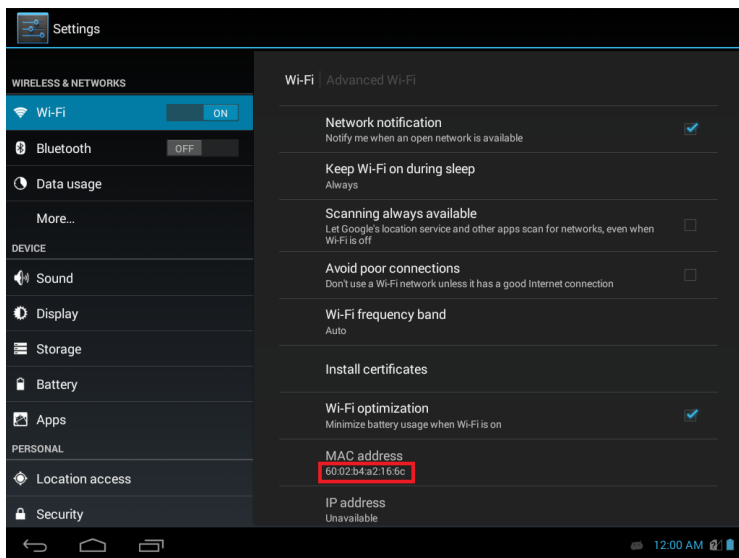 Settings
WIRELESS & NETWORKS
Wi-Fi ON
Bluetooth OFF
Data usage
More...
DEVICE
Sound
Display
Storage
Battery
Apps
PERSONAL
Location access
Security
Wi-Fi Advanced Wi-Fi
Network notification
Notify me when an open network is available
Keep Wi-Fi on during sleep
Always
Scanning always available
Let Google's location service and other apps scan for networks, even when
Wi-Fi is off
Avoid poor connections
Don't use a Wi-Fi network unless it has a good Internet connection
Wi-Fi frequency band
Auto
Install certificates
Wi-Fi optimization
Minimize battery usage when Wi-Fi is on
MAC address
60:02:b4:a2:16:6c
IP address
Unavailable
12:00 AM